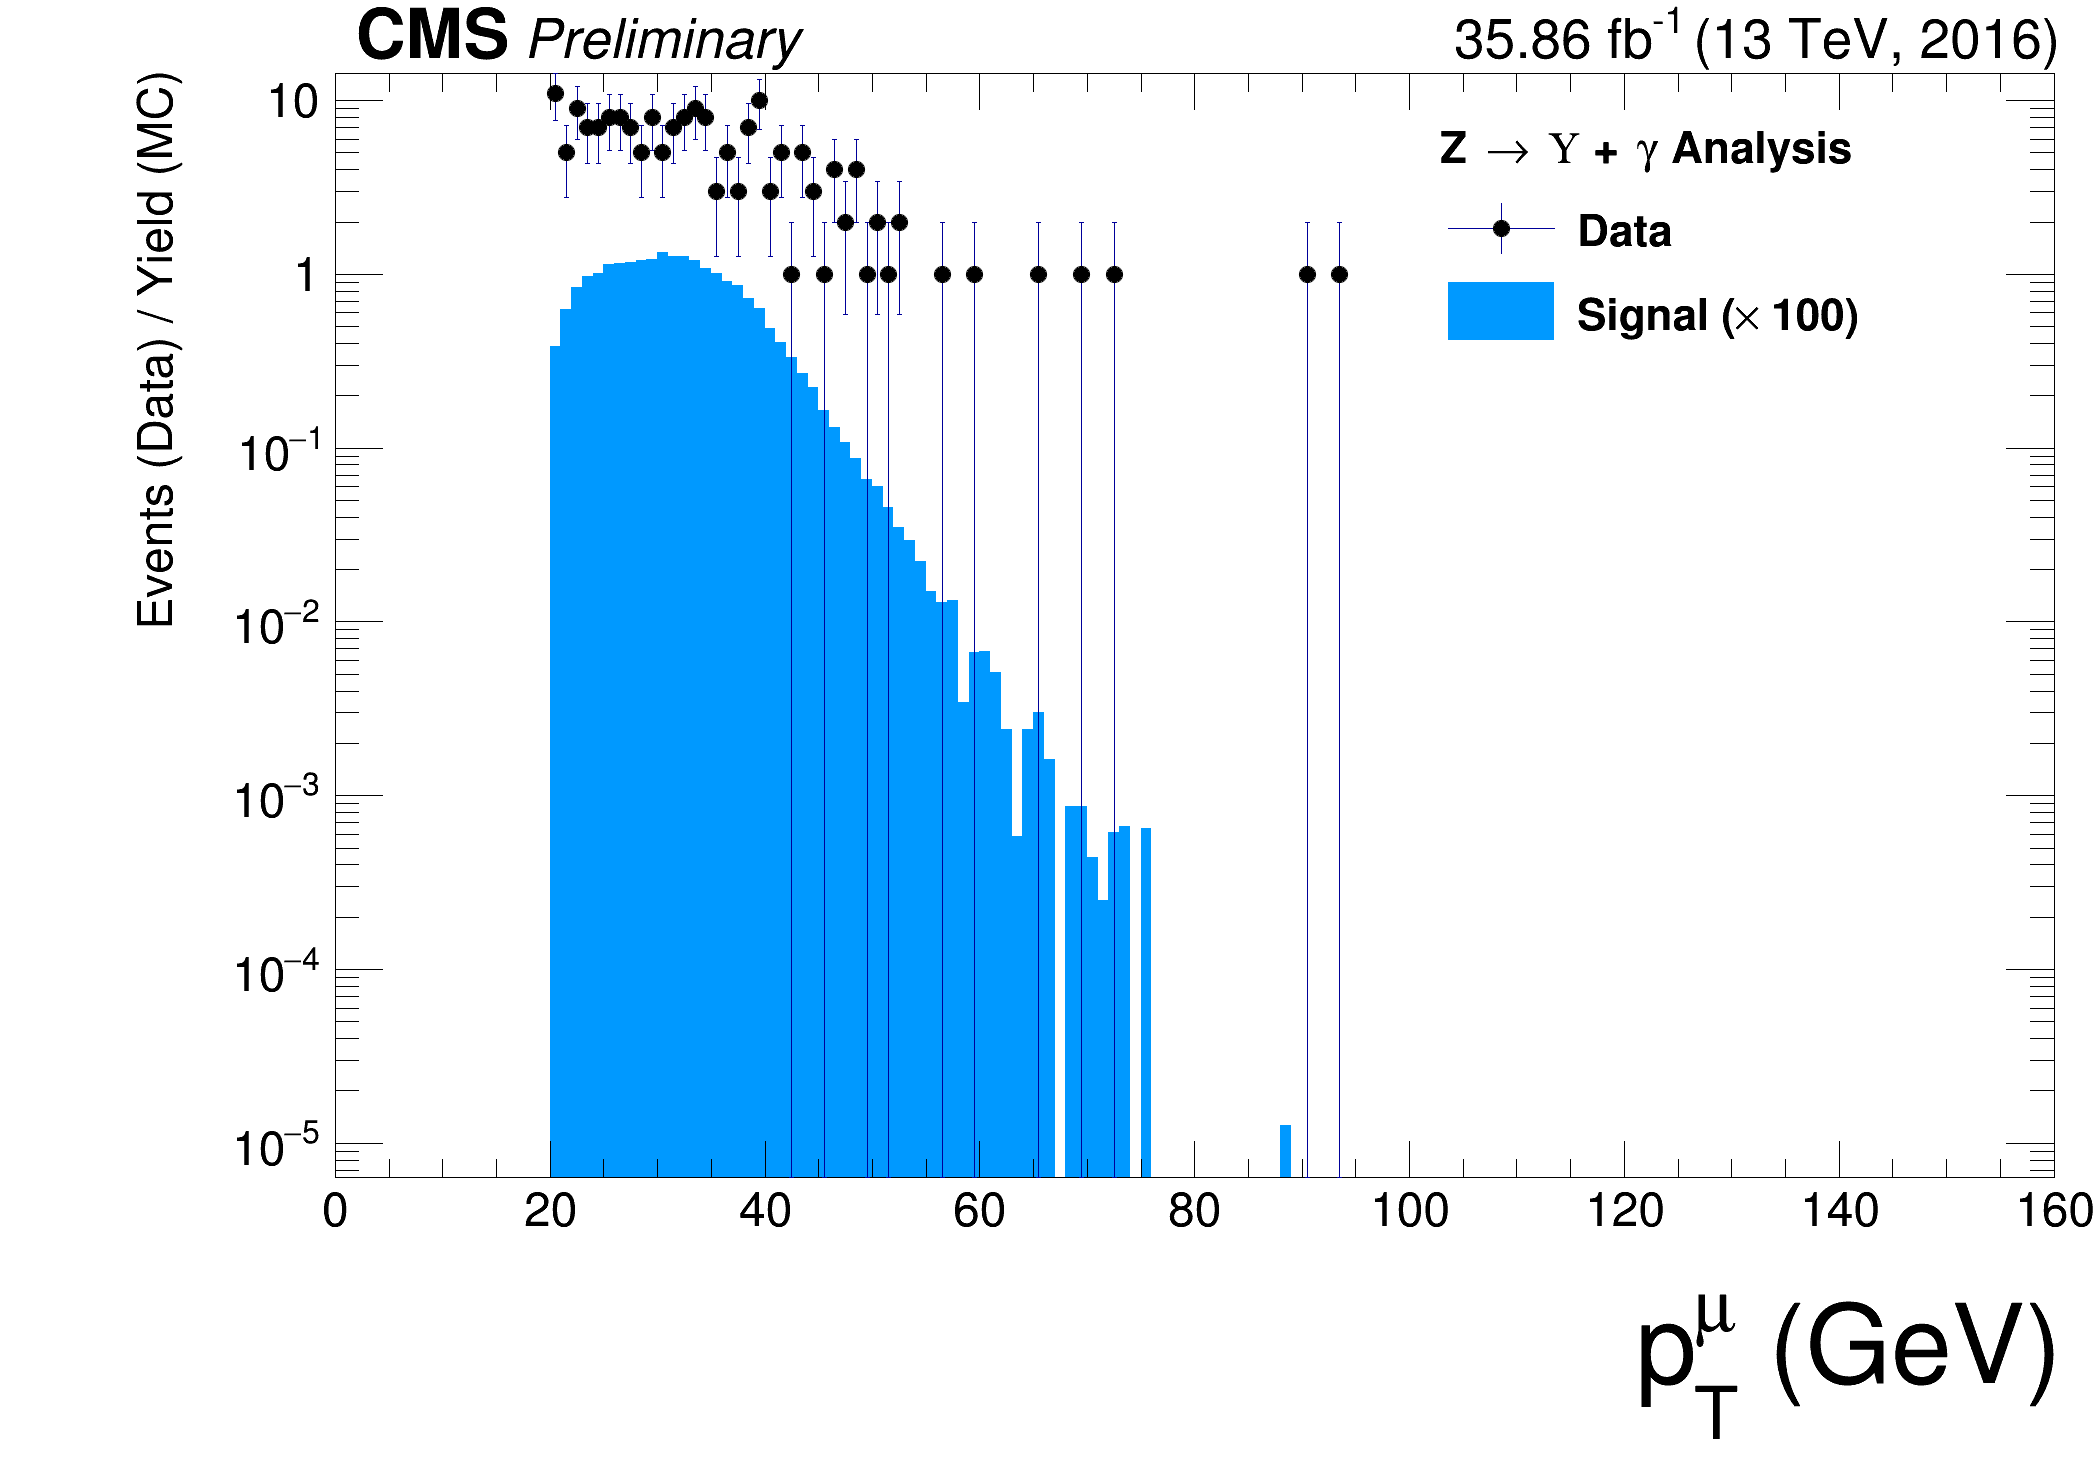 CMS Preliminary 35.86 fb⁻¹ (13 TeV, 2016)
Events (Data) / Yield (MC)
Z → ϒ + γ Analysis
Data
Signal (× 100)
10
1
10⁻¹
10⁻²
10⁻³
10⁻⁴
10⁻⁵
0 20 40 60 80 100 120 140 160
p_T^μ (GeV)